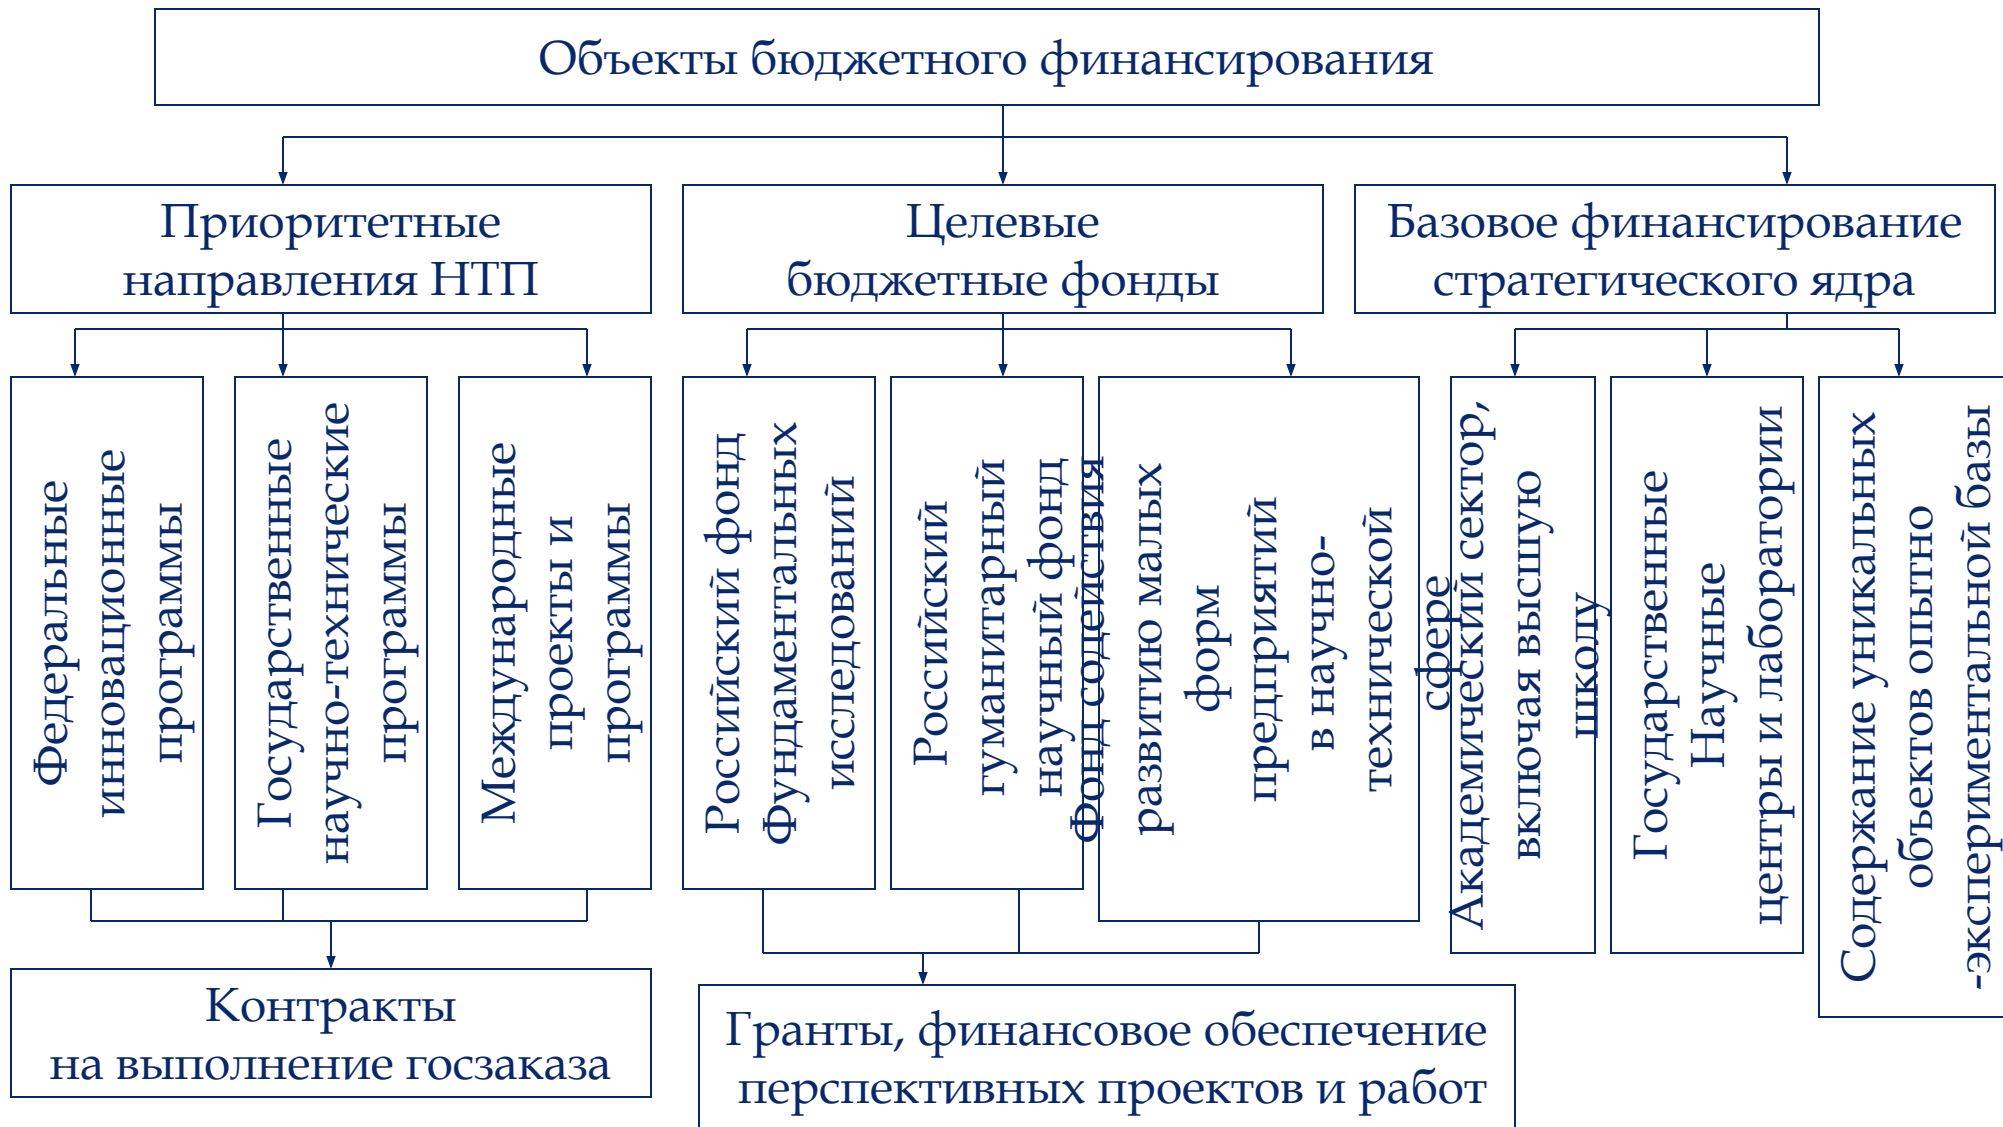 Объекты бюджетного финансирования
Приоритетные
направления НТП
Целевые
бюджетные фонды
Базовое финансирование
стратегического ядра
Федеральные
инновационные
программы
Государственные
научно-технические
программы
Международные
проекты и
программы
Российский фонд
Фундаментальных
исследований
Российский
гуманитарный
научный фонд
Фонд содействия
развитию малых
форм
предприятий
в научно-
технической
сфере
Академический сектор,
включая высшую
школу
Государственные
Научные
центры и лаборатории
Содержание уникальных
объектов опытно
-экспериментальной базы
Контракты
на выполнение госзаказа
Гранты, финансовое обеспечение
перспективных проектов и работ